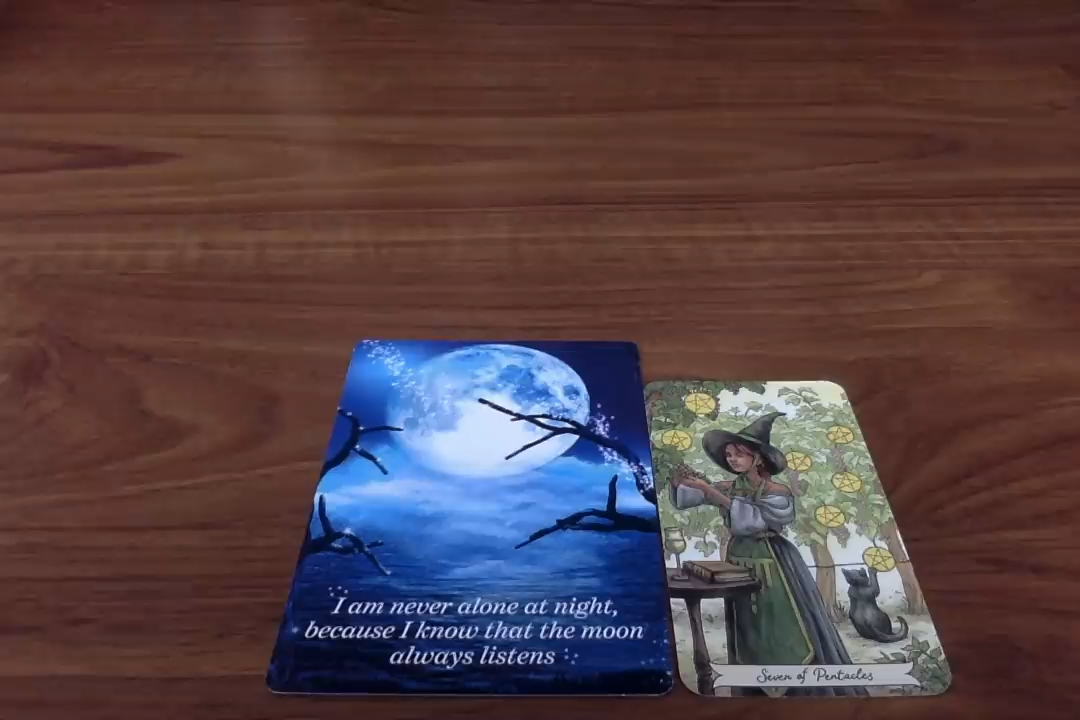 I am never alone at night,
because I know that the moon
always listens
Seven of Pentacles